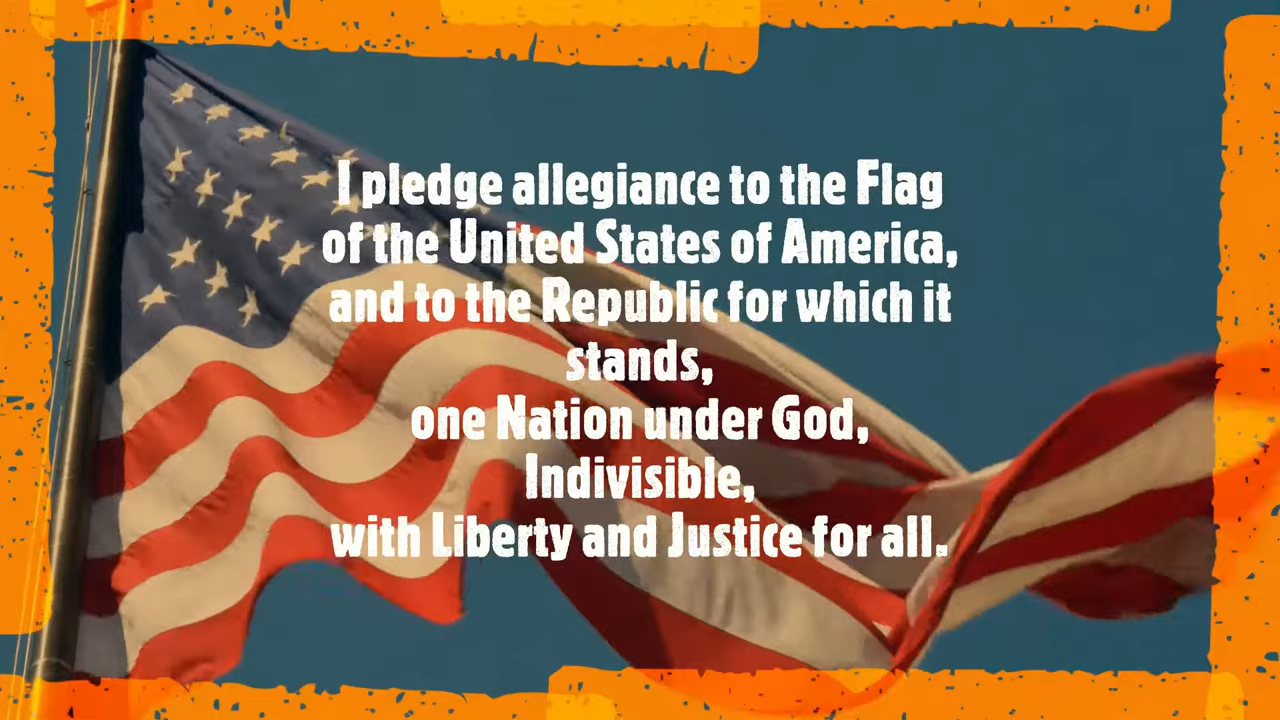 I pledge allegiance to the Flag
of the United States of America,
and to the Republic for which it
stands,
one Nation under God,
Indivisible,
with Liberty and Justice for all.